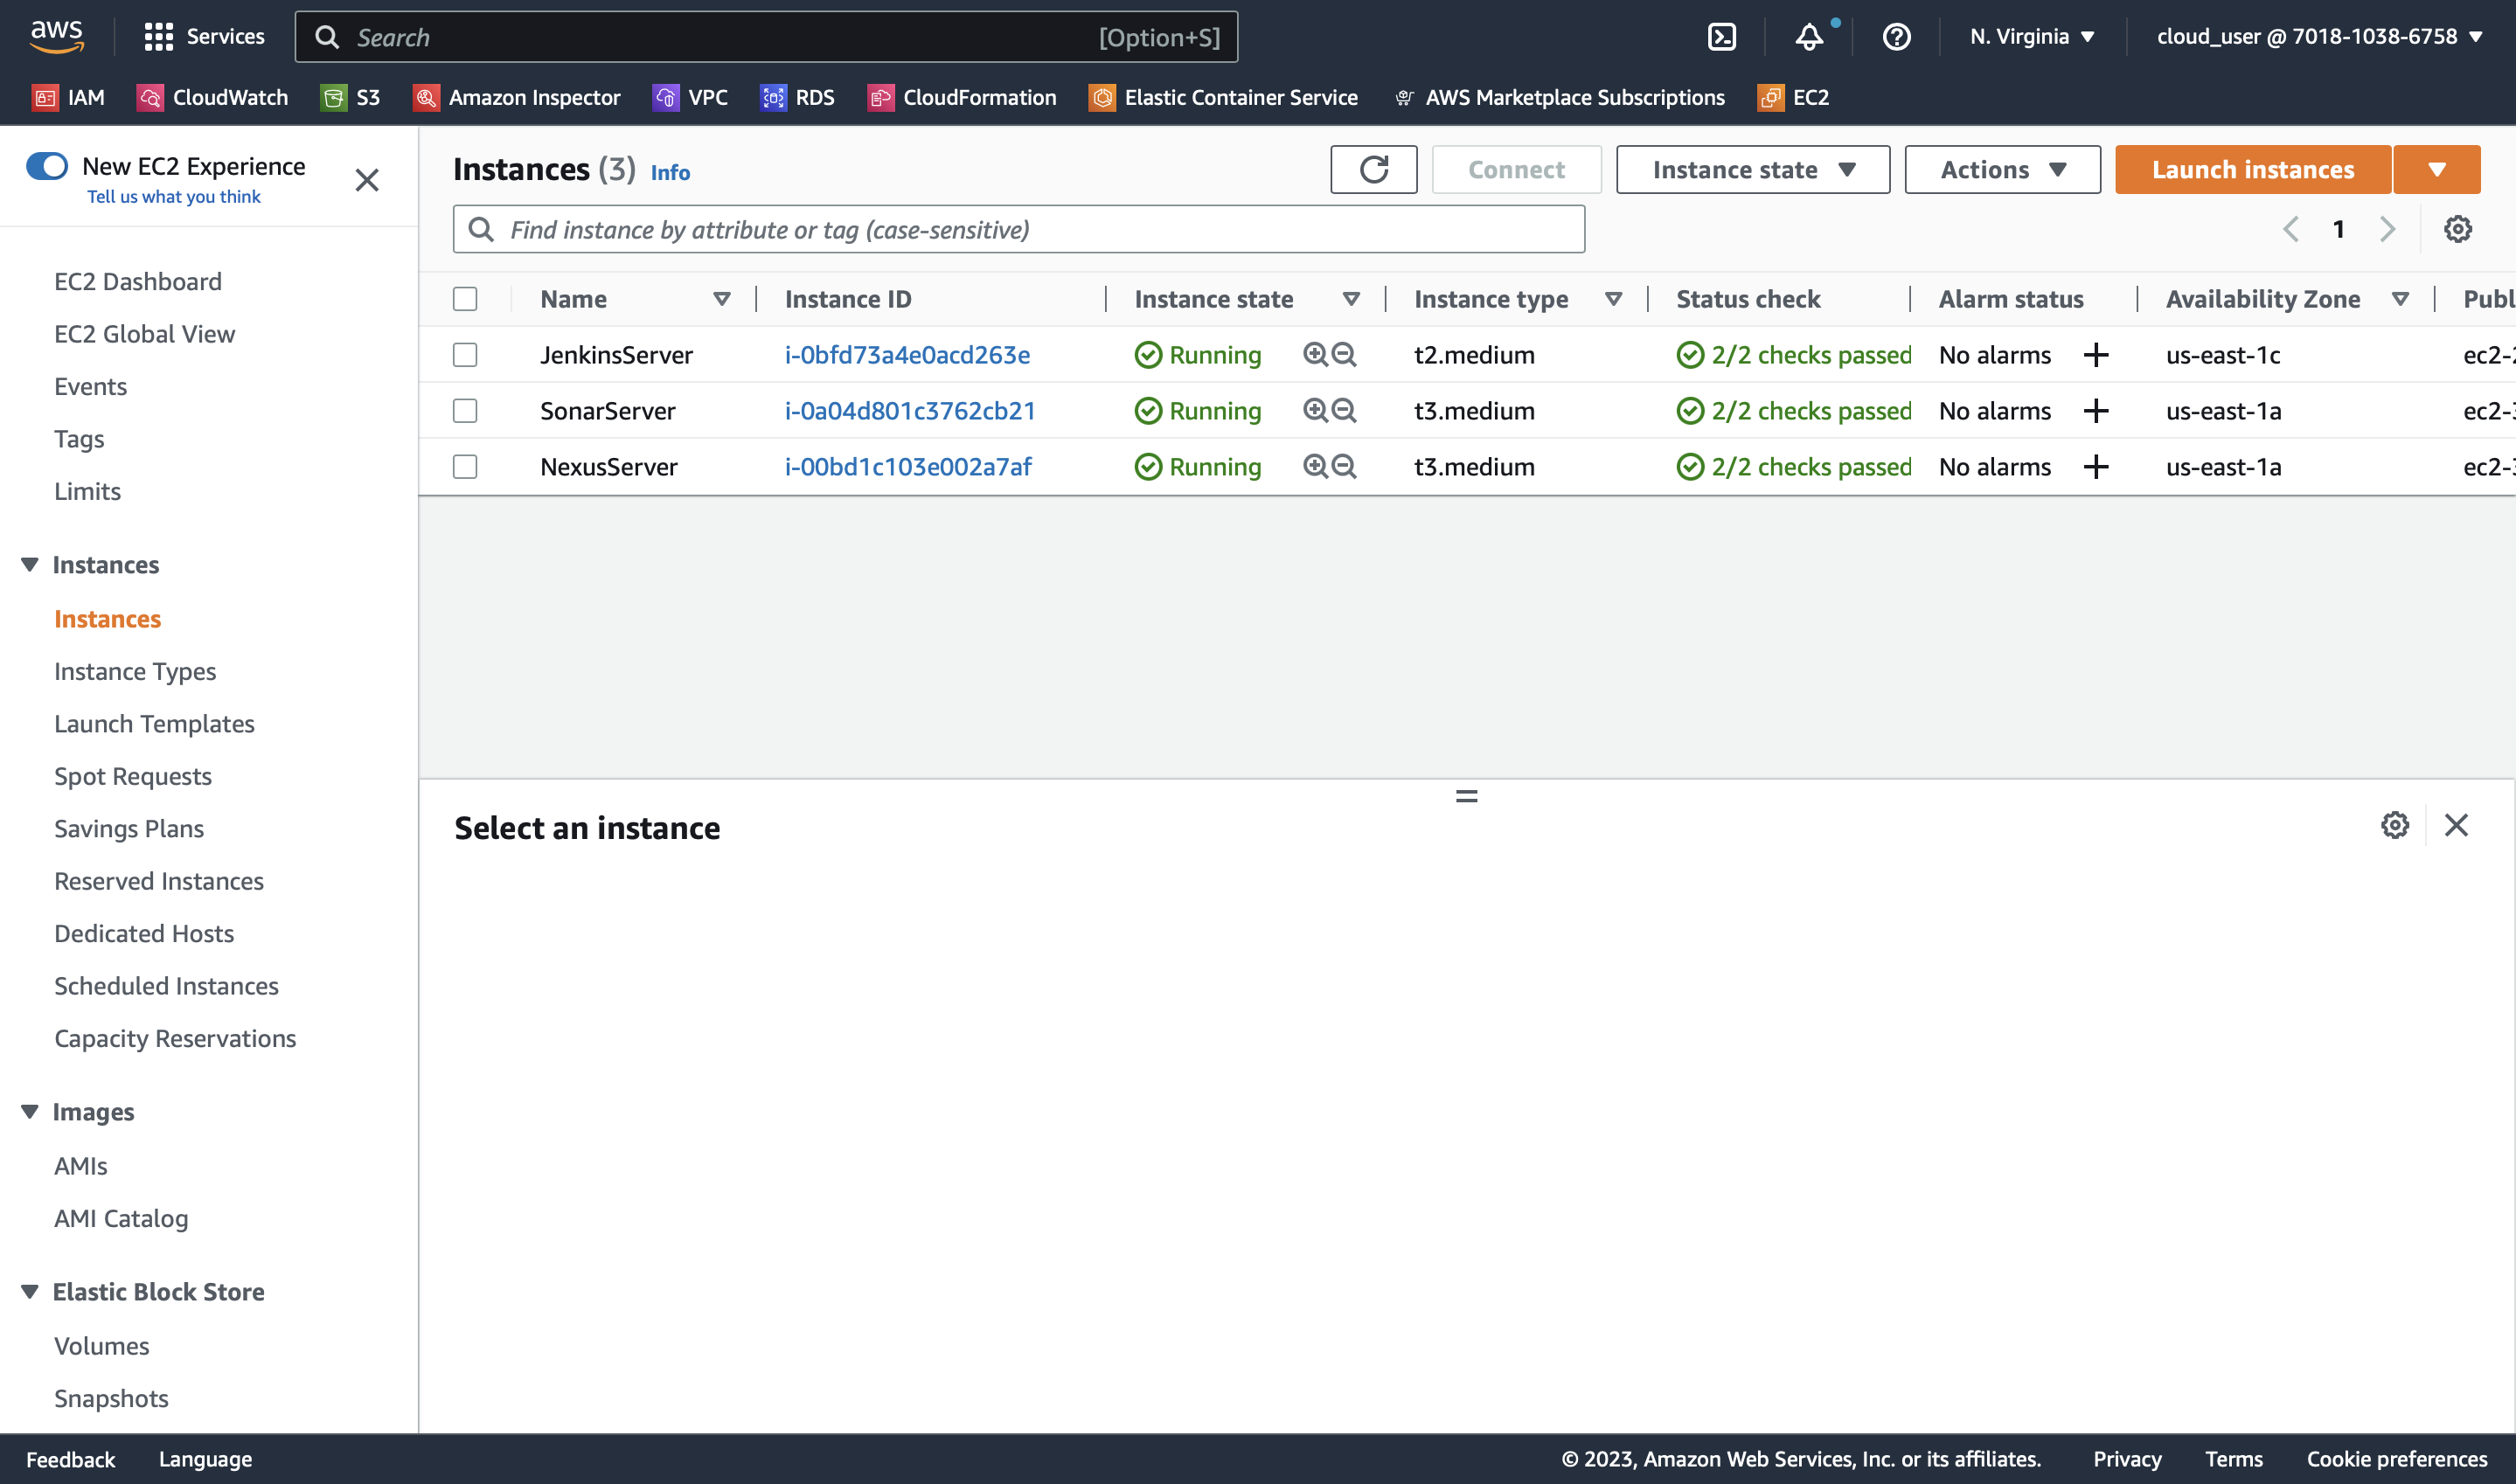 aws Services Search [Option+S] N. Virginia cloud_user @ 7018-1038-6758
IAM CloudWatch S3 Amazon Inspector VPC RDS CloudFormation Elastic Container Service AWS Marketplace Subscriptions EC2
New EC2 Experience
Tell us what you think
EC2 Dashboard
EC2 Global View
Events
Tags
Limits
Instances
Instances
Instance Types
Launch Templates
Spot Requests
Savings Plans
Reserved Instances
Dedicated Hosts
Scheduled Instances
Capacity Reservations
Images
AMIs
AMI Catalog
Elastic Block Store
Volumes
Snapshots
Instances (3) Info Connect Instance state Actions Launch instances
Find instance by attribute or tag (case-sensitive) 1
Name Instance ID Instance state Instance type Status check Alarm status Availability Zone Publ
JenkinsServer i-0bfd73a4e0acd263e Running t2.medium 2/2 checks passed No alarms + us-east-1c ec2-2
SonarServer i-0a04d801c3762cb21 Running t3.medium 2/2 checks passed No alarms + us-east-1a ec2-3
NexusServer i-00bd1c103e002a7af Running t3.medium 2/2 checks passed No alarms + us-east-1a ec2-3
Select an instance
Feedback Language © 2023, Amazon Web Services, Inc. or its affiliates. Privacy Terms Cookie preferences